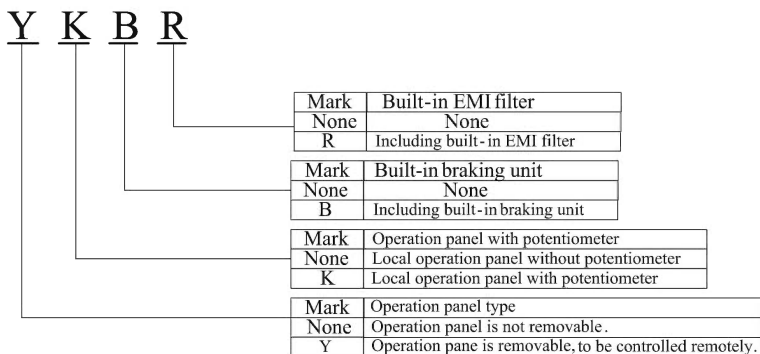 Y K B R
Mark Built-in EMI filter
None None
R Including built-in EMI filter
Mark Built-in braking unit
None None
B Including built-in braking unit
Mark Operation panel with potentiometer
None Local operation panel without potentiometer
K Local operation panel with potentiometer
Mark Operation panel type
None Operation panel is not removable.
Y Operation pane is removable, to be controlled remotely.